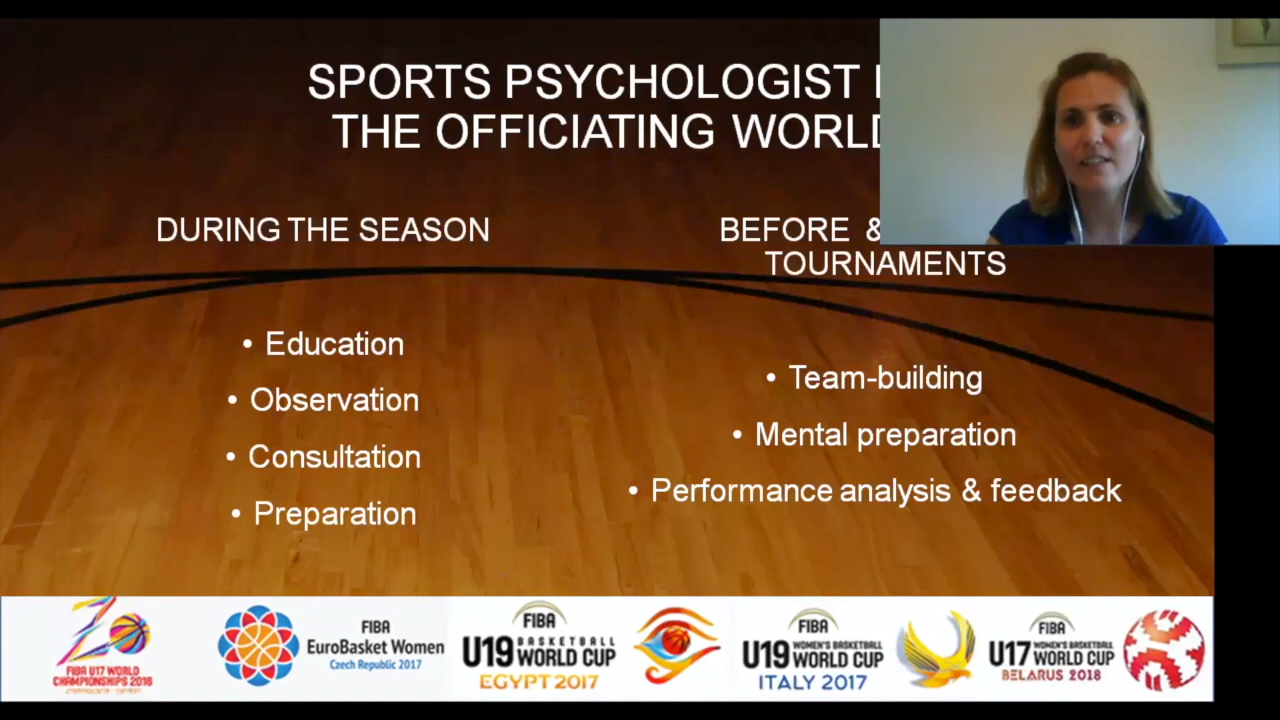 SPORTS PSYCHOLOGIST
THE OFFICIATING WORLD
DURING THE SEASON
• Education
• Observation
• Consultation
• Preparation
BEFORE &
TOURNAMENTS
• Team-building
• Mental preparation
• Performance analysis & feedback
FIBA U17 WORLD
CHAMPIONSHIPS 2016
FIBA
EuroBasket Women
Czech Republic 2017
FIBA
U19 BASKETBALL
WORLD CUP
EGYPT 2017
FIBA
U19 WOMEN'S BASKETBALL
WORLD CUP
ITALY 2017
FIBA
U17 WOMEN'S BASKETBALL
WORLD CUP
BELARUS 2018